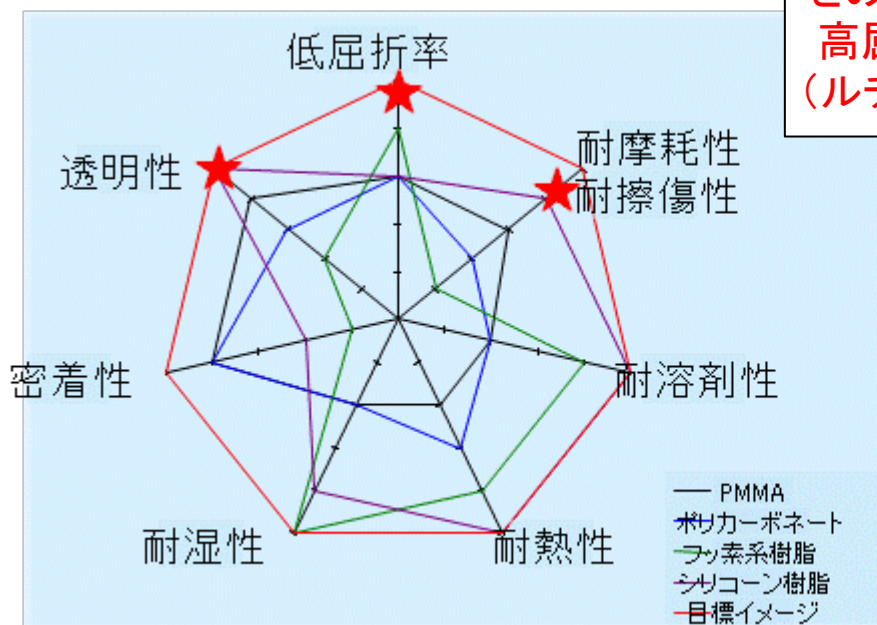 高屈
(ルチ
低屈折率
耐摩耗性
耐擦傷性
透明性
密着性
耐溶剤性
耐湿性
耐熱性
PMMA
ポリカーボネート
フッ素系樹脂
シリコーン樹脂
目標イメージ